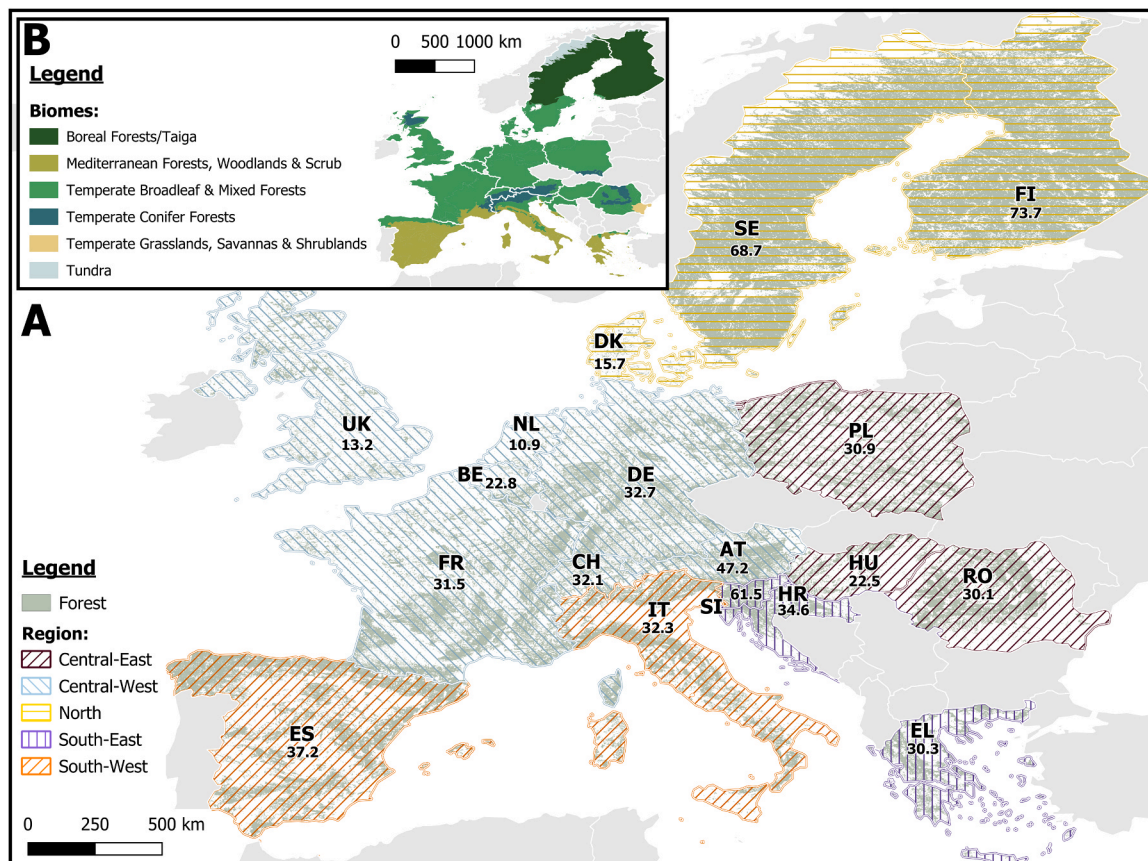 B
0 500 1000 km
Legend
Biomes:
Boreal Forests/Taiga
Mediterranean Forests, Woodlands & Scrub
Temperate Broadleaf & Mixed Forests
Temperate Conifer Forests
Temperate Grasslands, Savannas & Shrublands
Tundra
A
FI
73.7
SE
68.7
DK
15.7
UK
13.2
NL
10.9
BE 22.8
DE
32.7
PL
30.9
FR
31.5
CH
32.1
AT
47.2
HU
22.5
RO
30.1
IT
32.3
SI 61.5
HR
34.6
ES
37.2
EL
30.3
Legend
Forest
Region:
Central-East
Central-West
North
South-East
South-West
0 250 500 km